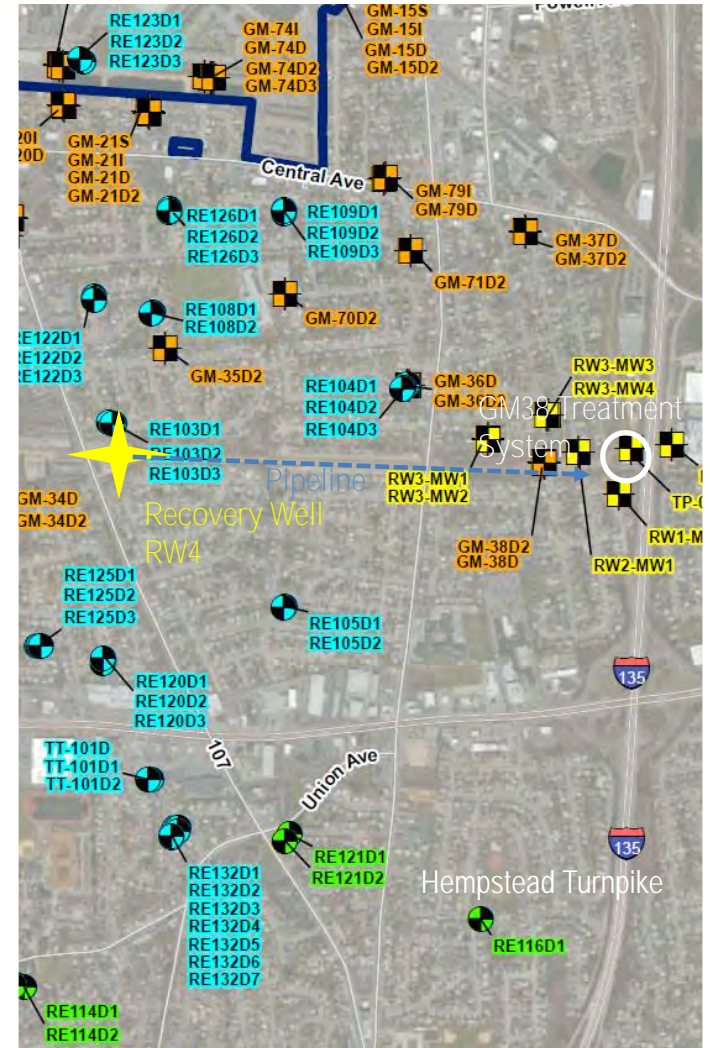 GM-15S
GM-15I
GM-15D
GM-15D2
RE123D1
RE123D2
RE123D3
GM-74I
GM-74D
GM-74D2
GM-74D3
20I
20D
GM-21S
GM-21I
GM-21D
GM-21D2
Central Ave
GM-79I
GM-79D
RE126D1
RE126D2
RE126D3
RE109D1
RE109D2
RE109D3
GM-37D
GM-37D2
GM-71D2
RE122D1
RE122D2
RE122D3
RE108D1
RE108D2
GM-70D2
GM-35D2
RE104D1
RE104D2
RE104D3
GM-36D
GM-36D2
RW3-MW3
RW3-MW4
GM38 Treatment
System
RE103D1
RE103D2
RE103D3
Pipeline
RW3-MW1
RW3-MW2
GM-34D
GM-34D2
Recovery Well
RW4
TP-0
RW1-M
GM-38D2
GM-38D
RW2-MW1
RE125D1
RE125D2
RE125D3
RE105D1
RE105D2
RE120D1
RE120D2
RE120D3
135
TT-101D
TT-101D1
TT-101D2
107
Union Ave
135
RE121D1
RE121D2
RE132D1
RE132D2
RE132D3
RE132D4
RE132D5
RE132D6
RE132D7
Hempstead Turnpike
RE116D1
RE114D1
RE114D2